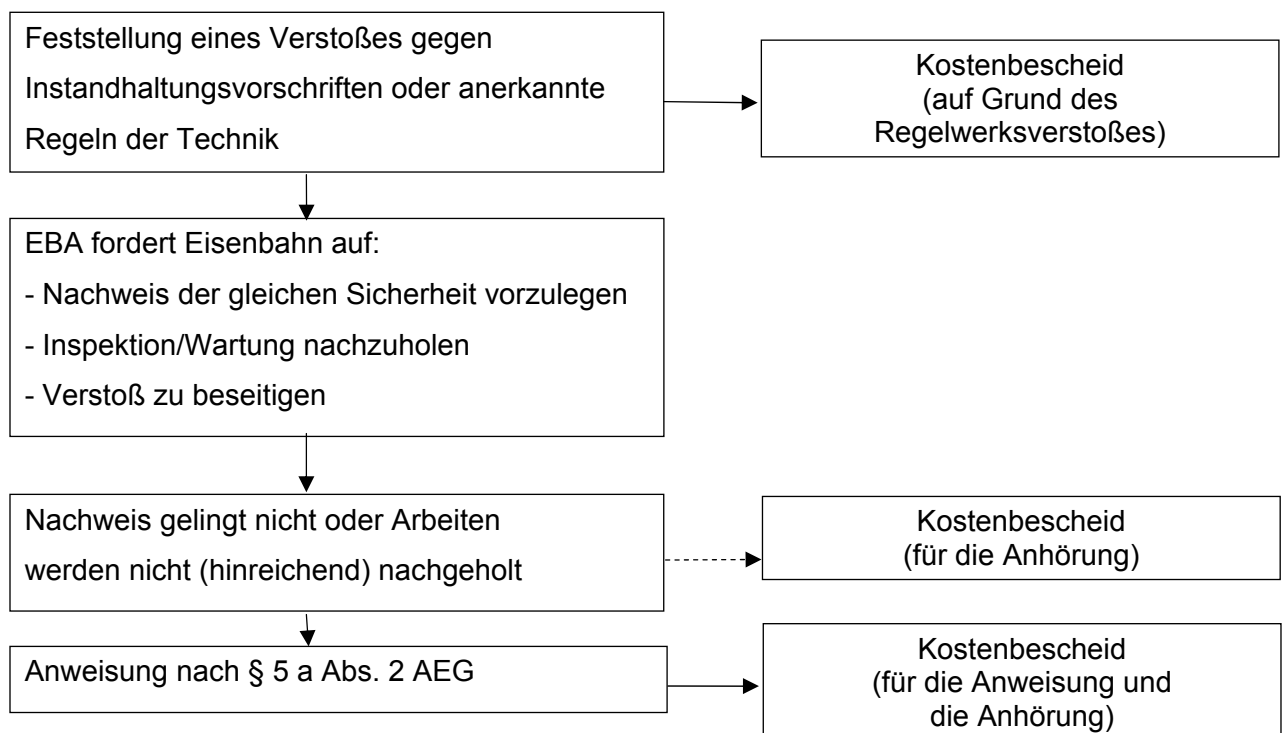 Feststellung eines Verstoßes gegen
Instandhaltungsvorschriften oder anerkannte
Regeln der Technik
Kostenbescheid
(auf Grund des
Regelwerksverstoßes)
EBA fordert Eisenbahn auf:
- Nachweis der gleichen Sicherheit vorzulegen
- Inspektion/Wartung nachzuholen
- Verstoß zu beseitigen
Nachweis gelingt nicht oder Arbeiten
werden nicht (hinreichend) nachgeholt
Kostenbescheid
(für die Anhörung)
Anweisung nach § 5 a Abs. 2 AEG
Kostenbescheid
(für die Anweisung und
die Anhörung)